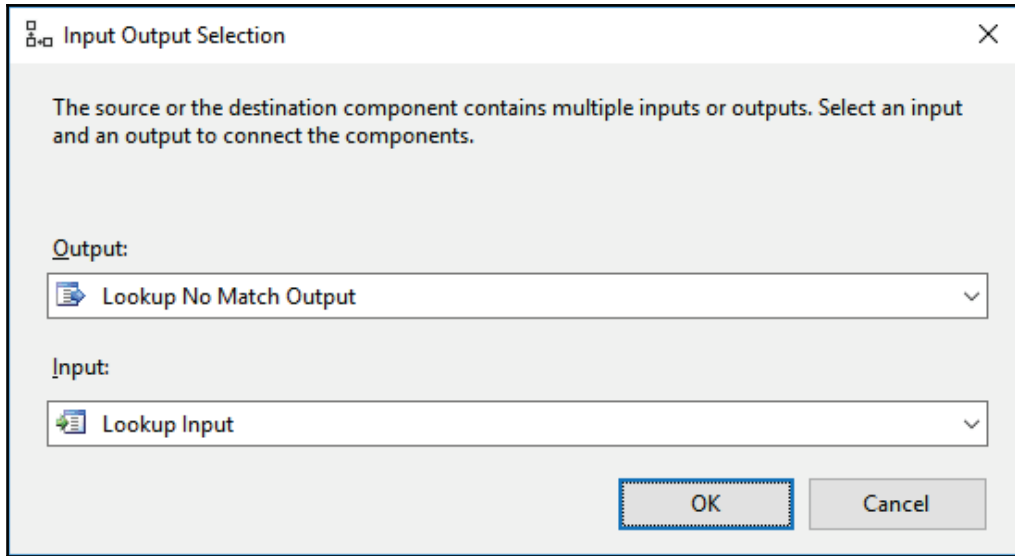 Input Output Selection
The source or the destination component contains multiple inputs or outputs. Select an input
and an output to connect the components.
Output:
Lookup No Match Output
Input:
Lookup Input
OK Cancel